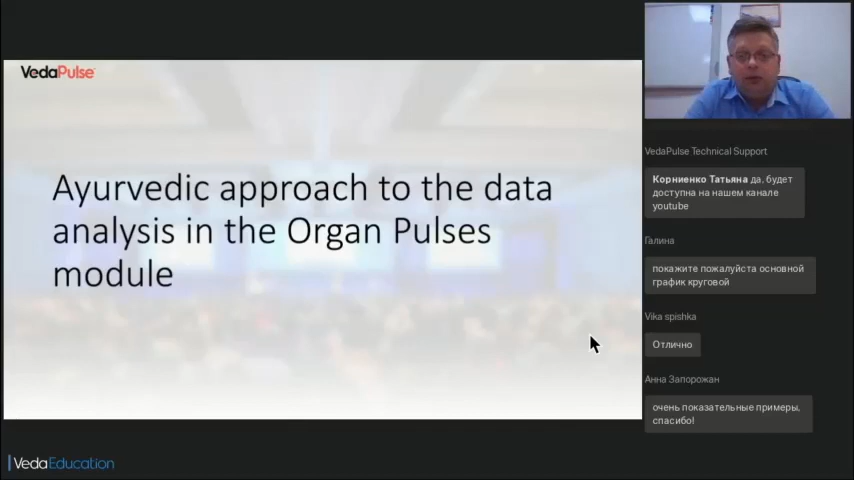 VedaPulse
Ayurvedic approach to the data
analysis in the Organ Pulses
module
VedaEducation
VedaPulse Technical Support
Корниенко Татьяна да, будет
доступна на нашем канале
youtube
Галина
покажите пожалуйста основной
график круговой
Vika spishka
Отлично
Анна Запорожан
очень показательные примеры,
спасибо!